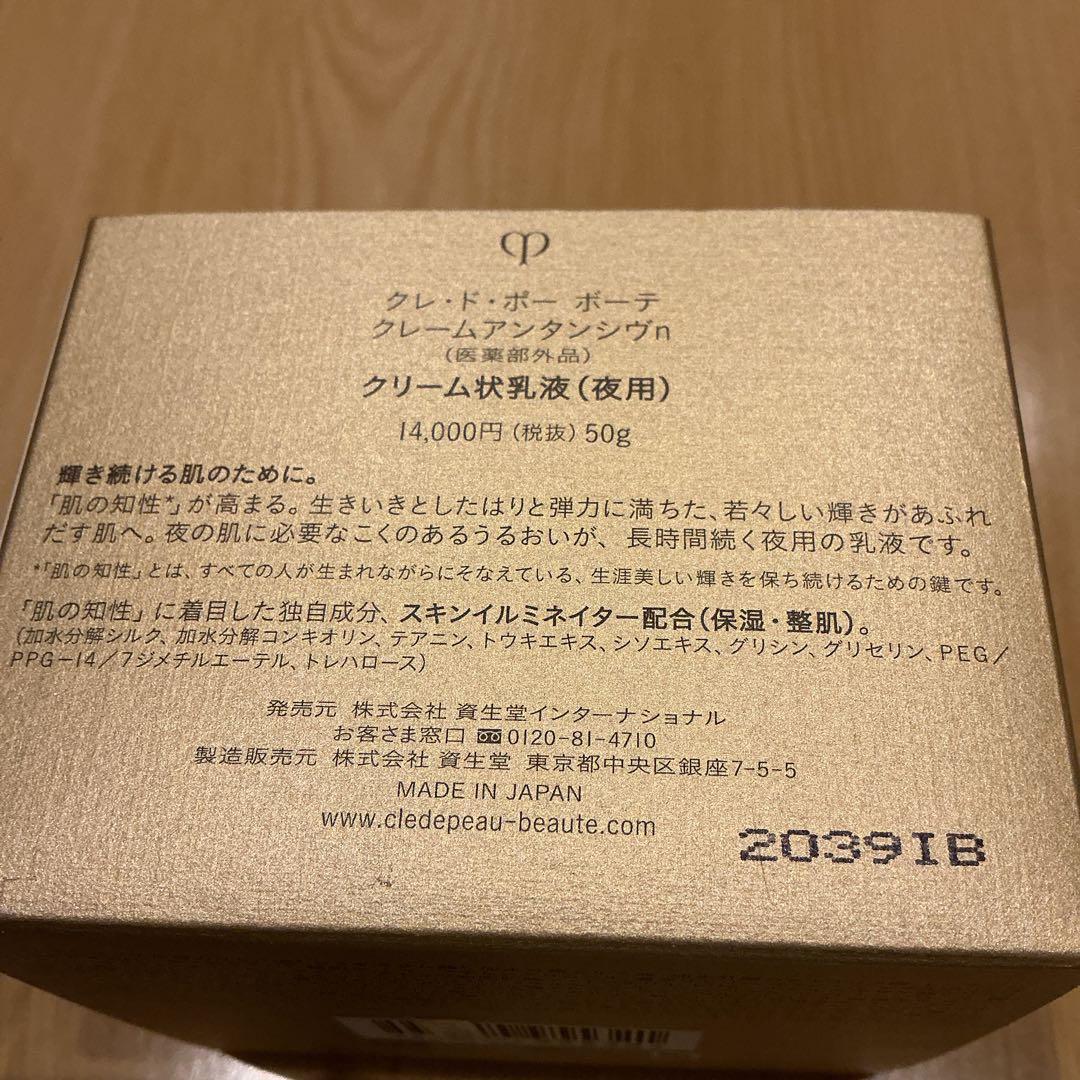 クレ・ド・ポー ボーテ
クレームアンタンシヴn
(医薬部外品)
クリーム状乳液(夜用)
14,000円(税抜)50g
輝き続ける肌のために。
「肌の知性*」が高まる。生きいきとしたはりと弾力に満ちた、若々しい輝きがあふれ
だす肌へ。夜の肌に必要なこくのあるうるおいが、長時間続く夜用の乳液です。
*「肌の知性」とは、すべての人が生まれながらにそなえている、生涯美しい輝きを保ち続けるための鍵です。
「肌の知性」に着目した独自成分、スキンイルミネイター配合(保湿・整肌)。
(加水分解シルク、加水分解コンキオリン、テアニン、トウキエキス、シソエキス、グリシン、グリセリン、PEG/
PPG-14/7ジメチルエーテル、トレハロース)
発売元 株式会社 資生堂インターナショナル
お客さま窓口 0120-81-4710
製造販売元 株式会社 資生堂 東京都中央区銀座7-5-5
MADE IN JAPAN
www.cledepeau-beaute.com
20391B